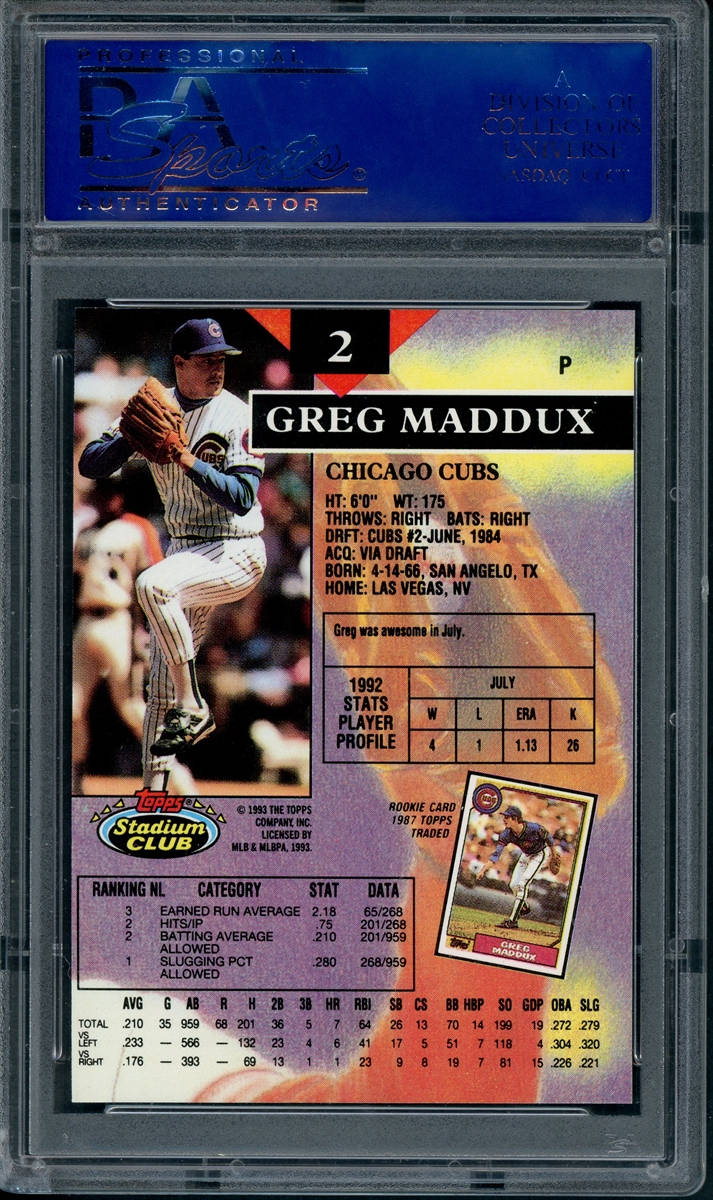 PROFESSIONAL
PSA
Sports®
AUTHENTICATOR
A
DIVISION OF
COLLECTORS
UNIVERSE
2
P
GREG MADDUX
CUBS
CHICAGO CUBS
HT: 6'0" WT: 175
THROWS: RIGHT BATS: RIGHT
DRFT: CUBS #2-JUNE, 1984
ACQ: VIA DRAFT
BORN: 4-14-66, SAN ANGELO, TX
HOME: LAS VEGAS, NV
Greg was awesome in July.
1992 STATS PLAYER PROFILE
JULY
W L ERA K
4 1 1.13 26
ROOKIE CARD
1987 TOPPS
TRADED
CUBS
Topps
GREG
MADDUX
Topps®
Stadium
CLUB
© 1993 THE TOPPS
COMPANY, INC.
LICENSED BY
MLB & MLBPA, 1993.
RANKING NL CATEGORY STAT DATA
3 EARNED RUN AVERAGE 2.18 65/268
2 HITS/IP .75 201/268
2 BATTING AVERAGE .210 201/959
ALLOWED
1 SLUGGING PCT .280 268/959
ALLOWED
AVG G AB R H 2B 3B HR RBI SB CS BB HBP SO GDP OBA SLG
TOTAL .210 35 959 68 201 36 5 7 64 26 13 70 14 199 19 .272 .279
VS LEFT .233 — 566 — 132 23 4 6 41 17 5 51 7 118 4 .304 .320
VS RIGHT .176 — 393 — 69 13 1 1 23 9 8 19 7 81 15 .226 .221